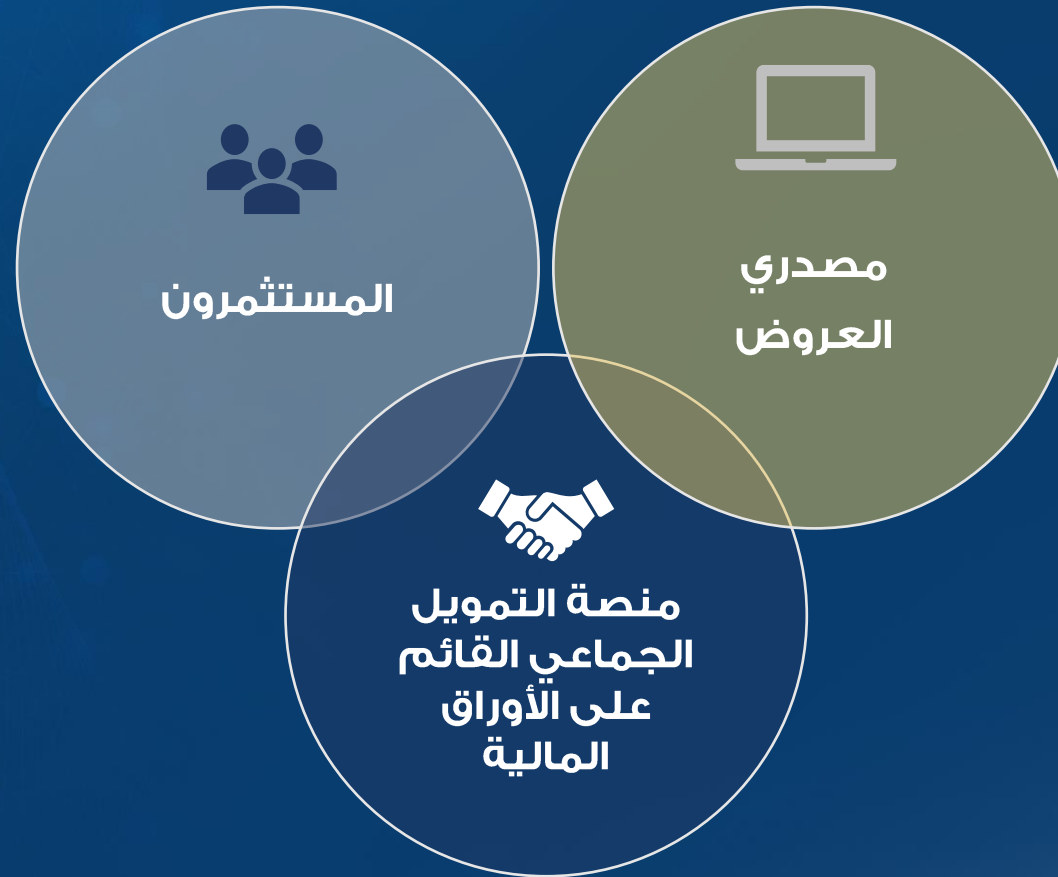 مصدري
العروض
المستثمرون
منصة التمويل
الجماعي القائم
على الأوراق
المالية